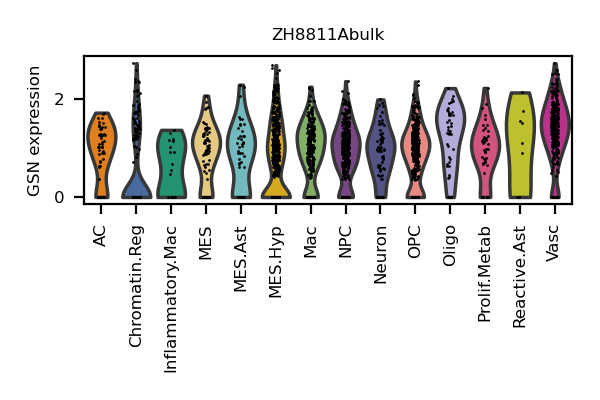 ZH8811Abulk
GSN expression
2
0
AC
Chromatin.Reg
Inflammatory.Mac
MES
MES.Ast
MES.Hyp
Mac
NPC
Neuron
OPC
Oligo
Prolif.Metab
Reactive.Ast
Vasc